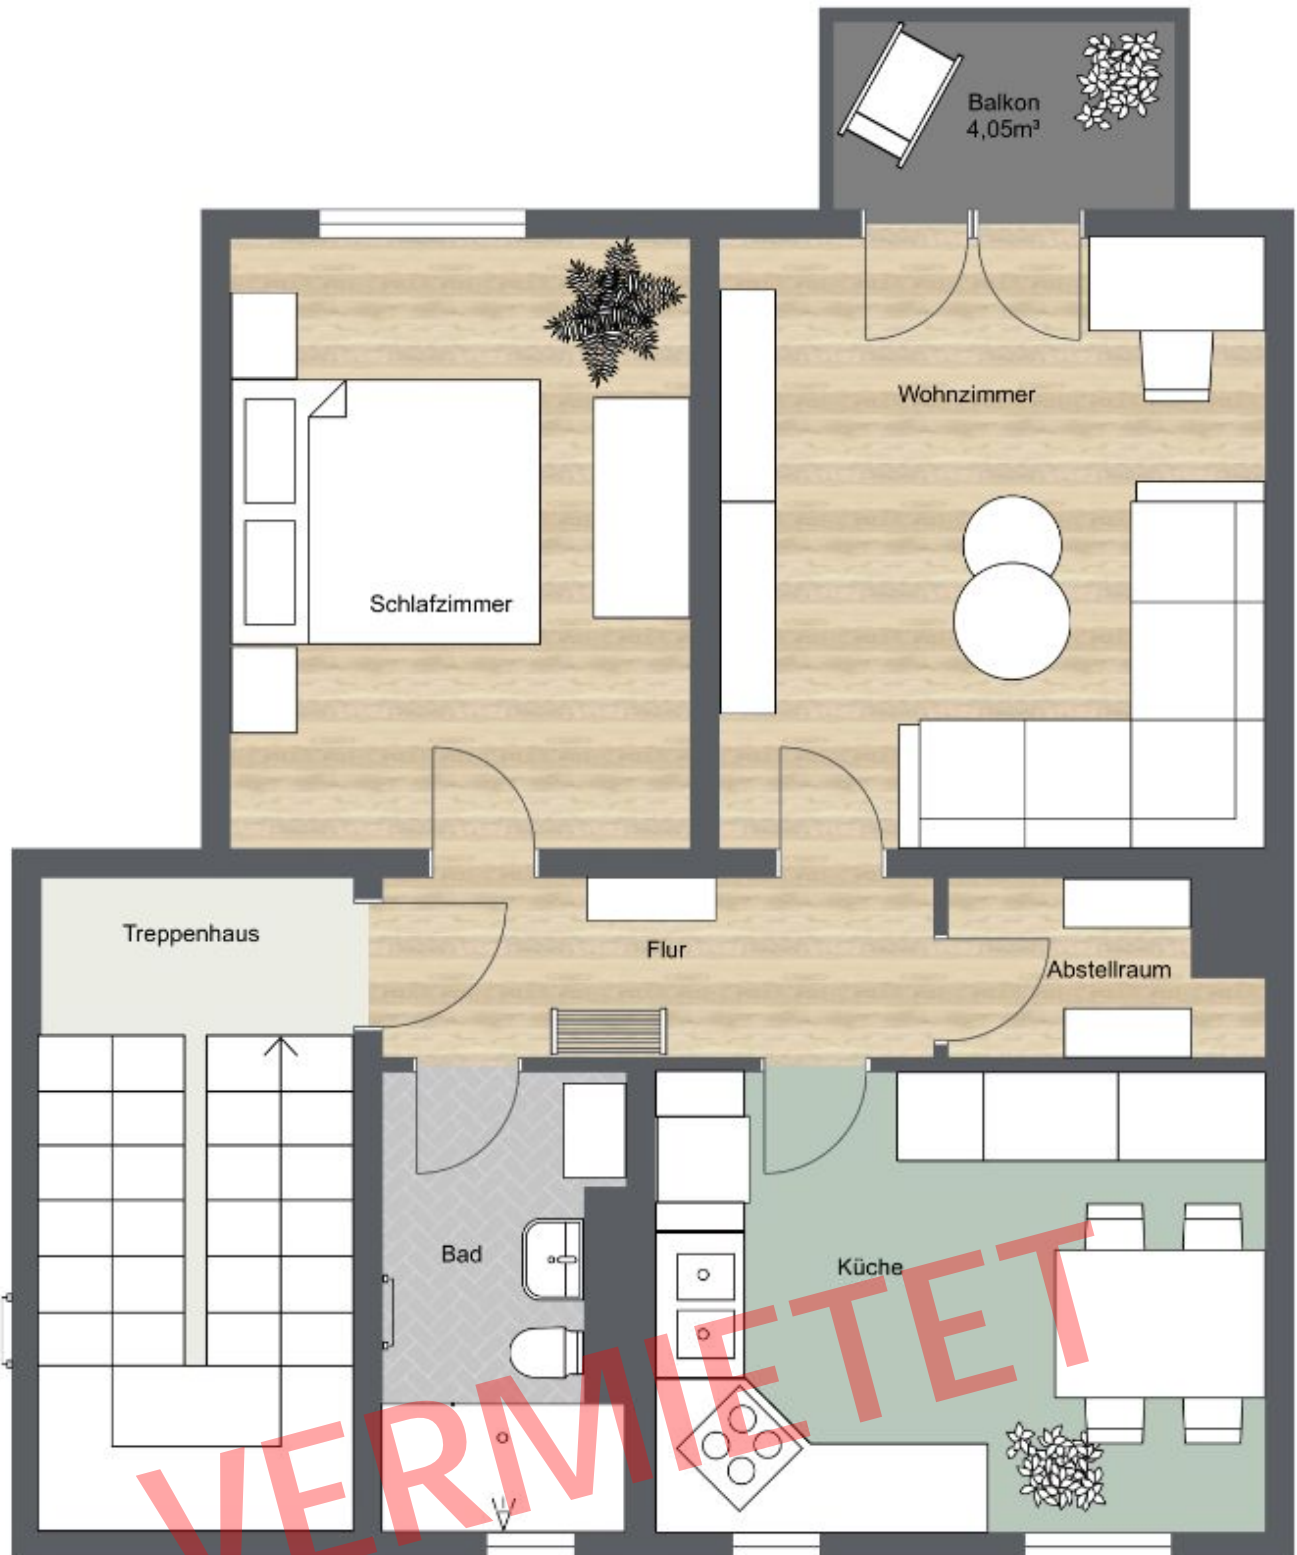 Balkon
4,05m³
Wohnzimmer
Schlafzimmer
Treppenhaus
Flur
Abstellraum
Bad
Küche
VERMIETET